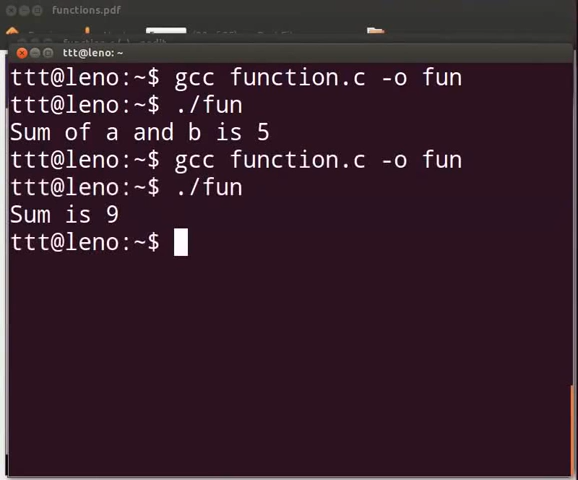 functions.pdf
ttt@leno: ~
ttt@leno:~$ gcc function.c -o fun
ttt@leno:~$ ./fun
Sum of a and b is 5
ttt@leno:~$ gcc function.c -o fun
ttt@leno:~$ ./fun
Sum is 9
ttt@leno:~$